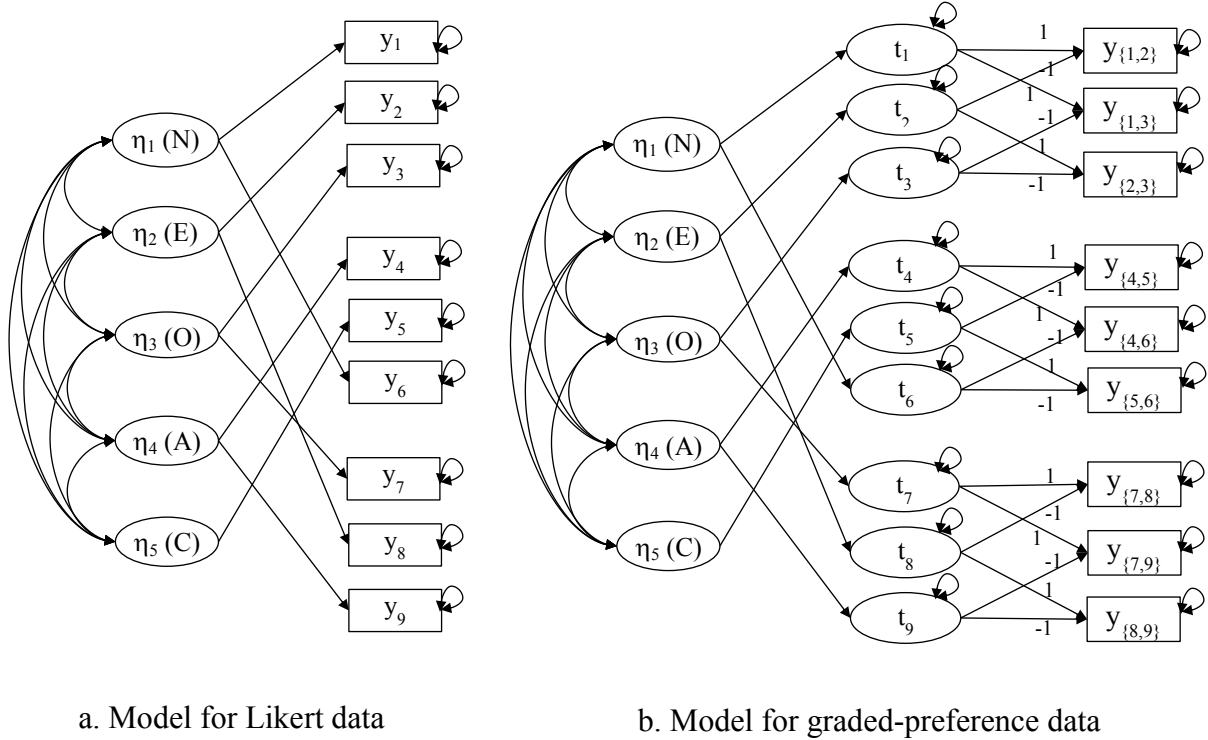 y₁
y₂
y₃
y₄
y₅
y₆
y₇
y₈
y₉
η₁ (N)
η₂ (E)
η₃ (O)
η₄ (A)
η₅ (C)
a. Model for Likert data
η₁ (N)
η₂ (E)
η₃ (O)
η₄ (A)
η₅ (C)
t₁
t₂
t₃
t₄
t₅
t₆
t₇
t₈
t₉
1
-1
1
-1
1
-1
1
-1
1
-1
1
-1
1
-1
1
-1
1
-1
y{1,2}
y{1,3}
y{2,3}
y{4,5}
y{4,6}
y{5,6}
y{7,8}
y{7,9}
y{8,9}
b. Model for graded-preference data